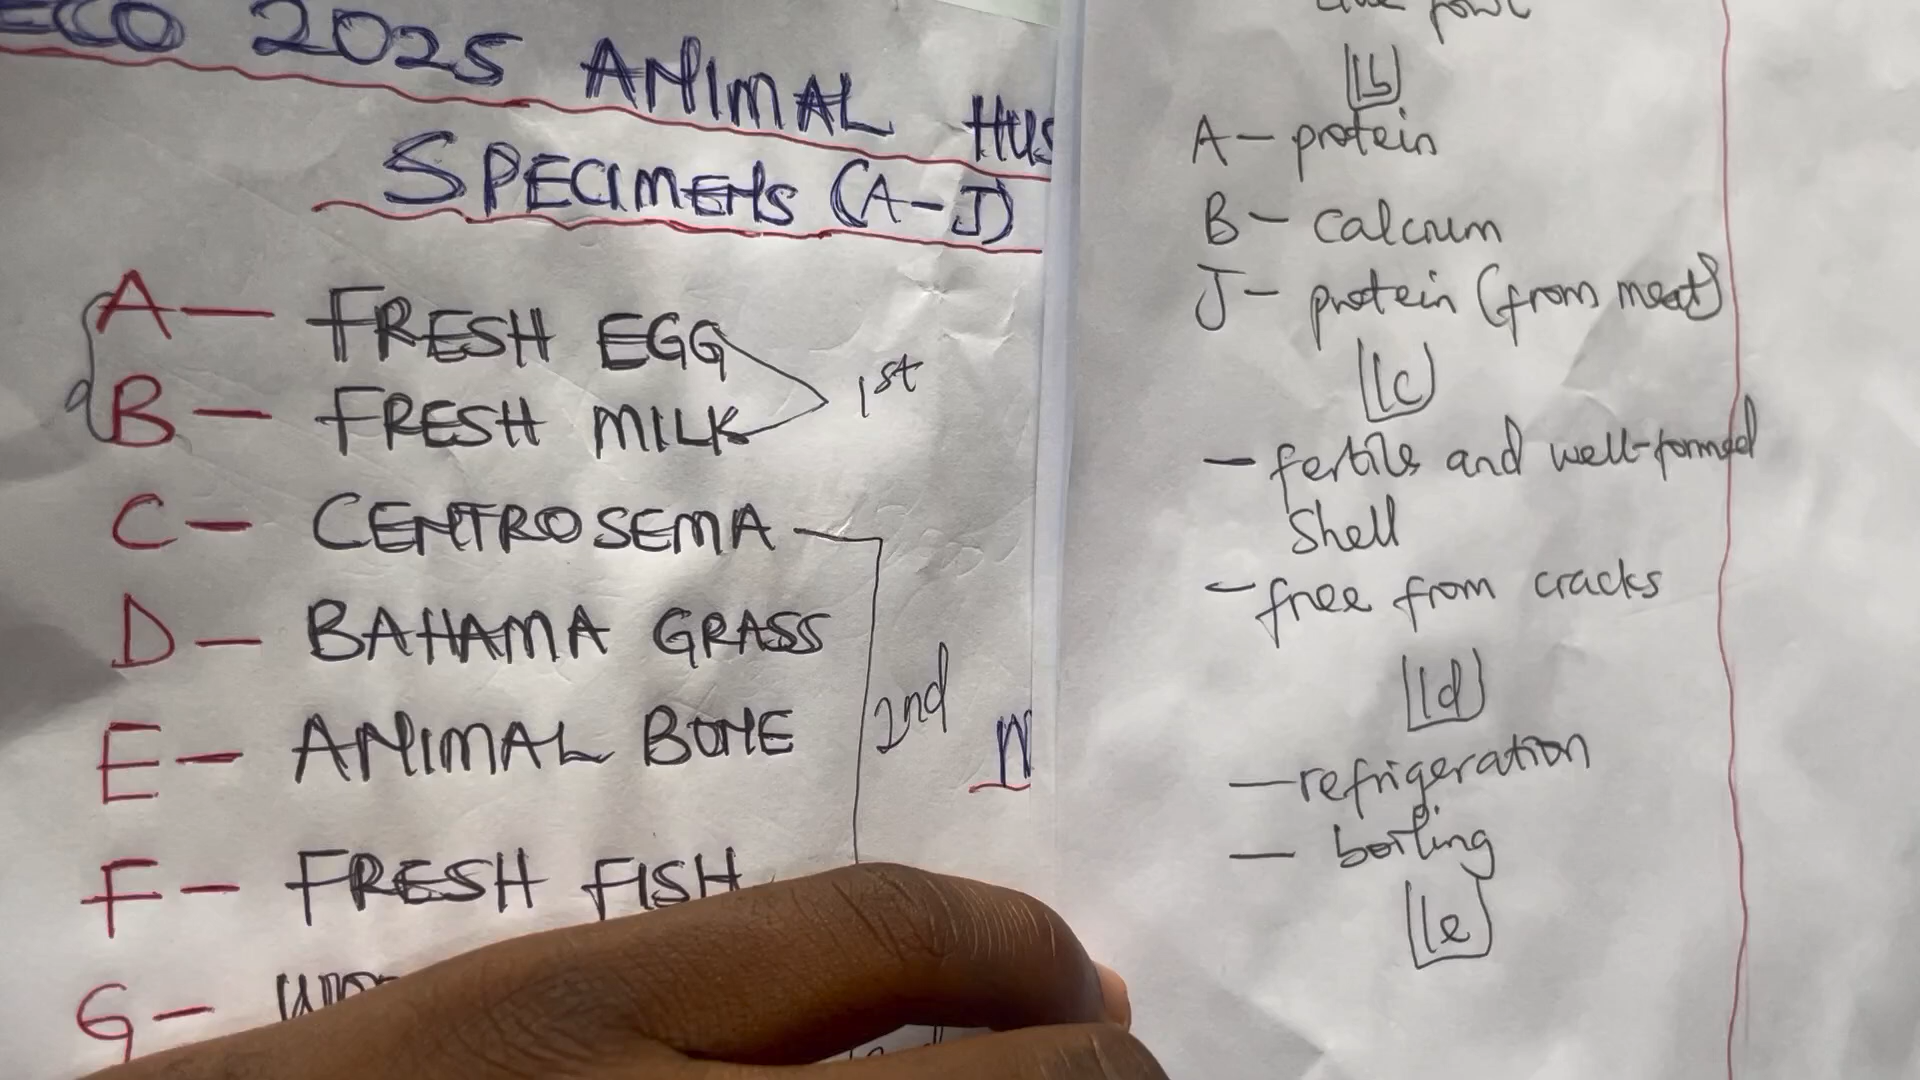 ECO 2025 ANIMAL HUS
SPECIMENS (A-J)
A- FRESH EGG
B- FRESH MILK
1st
C- CENTROSEMA
D- BAHAMA GRASS
E- ANIMAL BONE
2nd
F- FRESH FISH
G-
fowl
1b
A- protein
B- calcium
J- protein (from meat)
1c
- fertile and well-formed
shell
- free from cracks
1d
- refrigeration
- boiling
1e